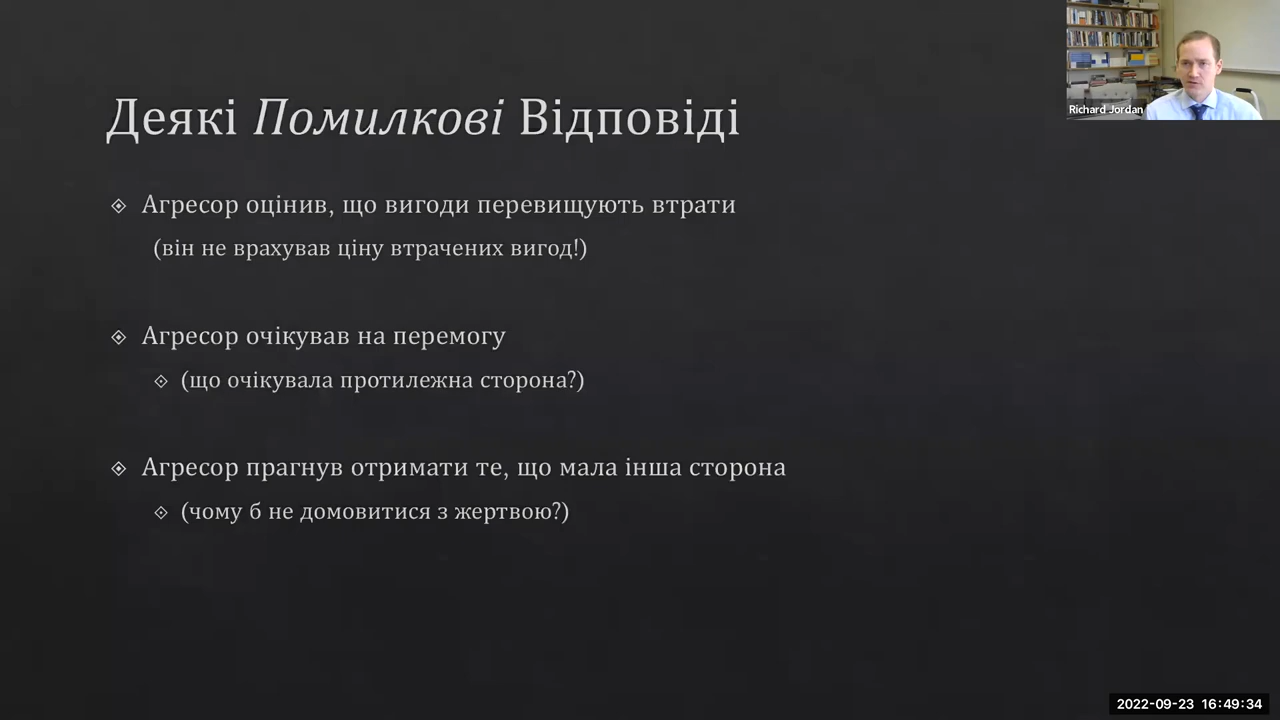 Деякі Помилкові Відповіді
Агресор оцінив, що вигоди перевищують втрати
(він не врахував ціну втрачених вигод!)
Агресор очікував на перемогу
(що очікувала протилежна сторона?)
Агресор прагнув отримати те, що мала інша сторона
(чому б не домовитися з жертвою?)
Richard Jordan
2022-09-23 16:49:34